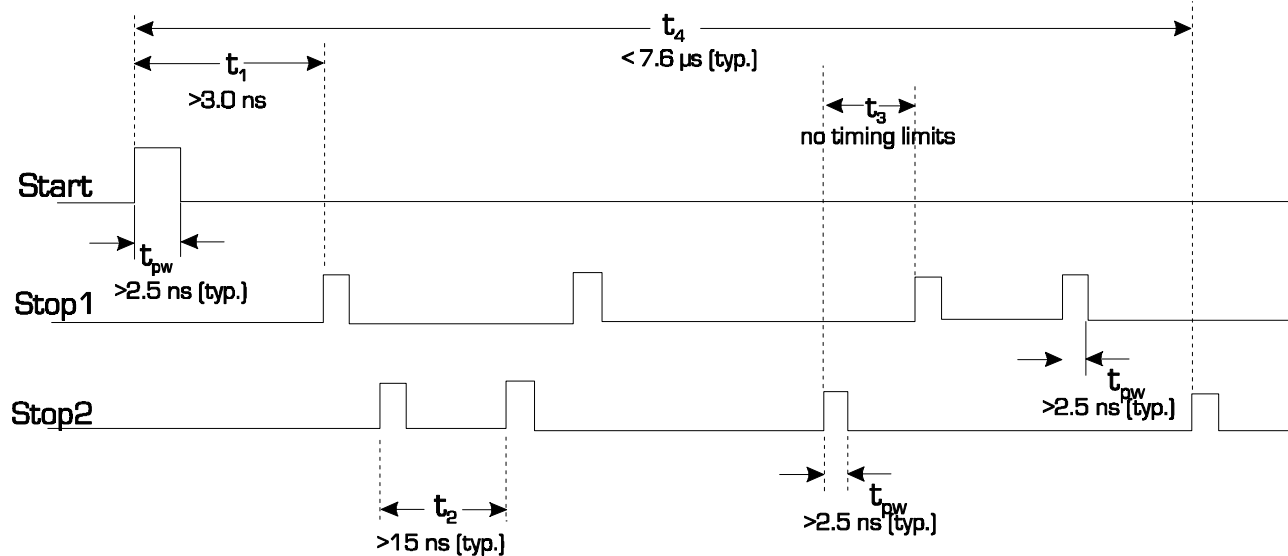 t4
< 7.6 µs (typ.)
t1
>3.0 ns
t3
no timing limits
Start
tpw
>2.5 ns (typ.)
Stop1
tpw
>2.5 ns (typ.)
Stop2
t2
>15 ns (typ.)
tpw
>2.5 ns (typ.)